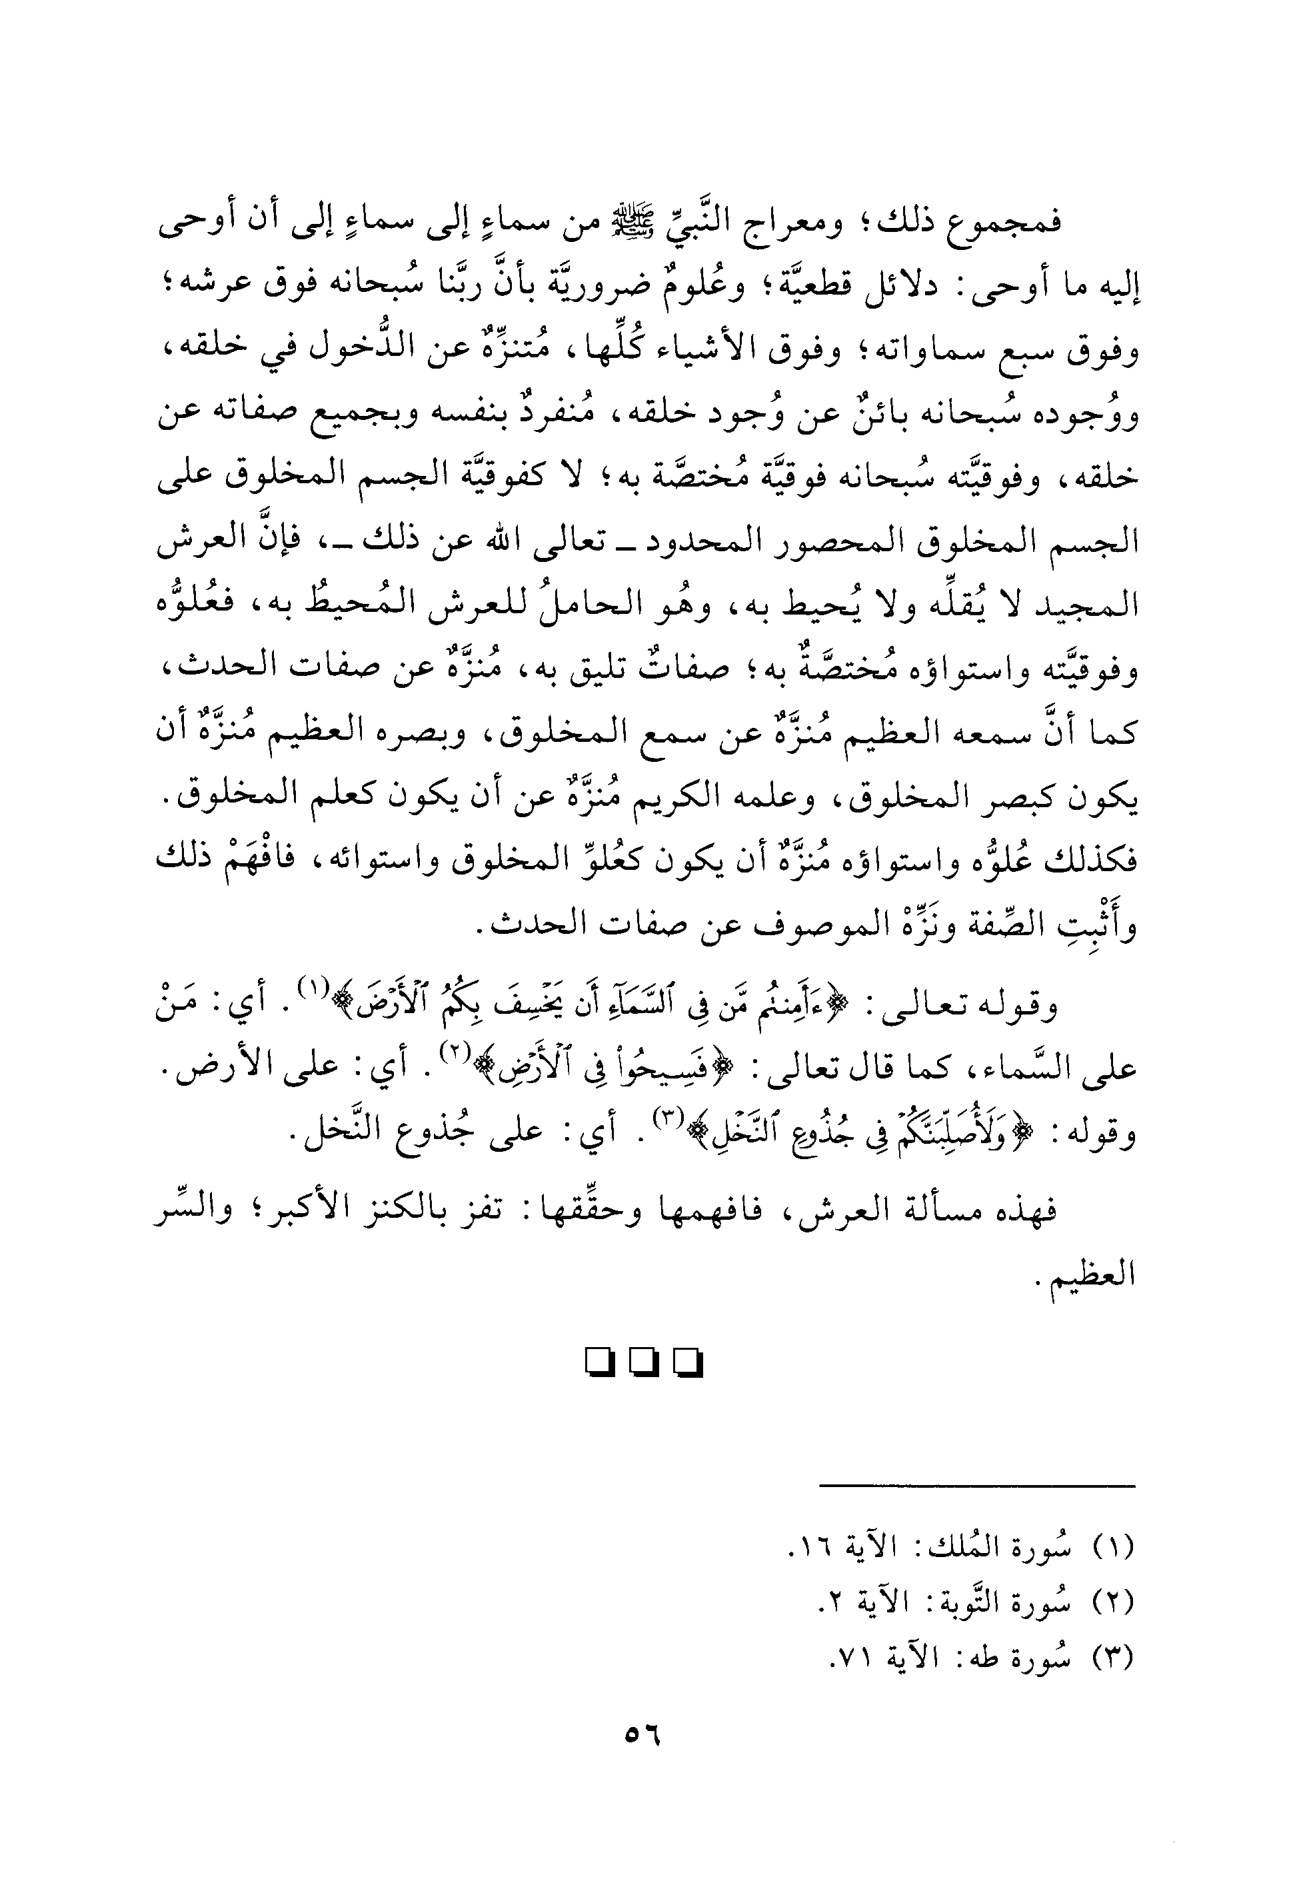 فمجموع ذلك؛ ومعراج النَّبيِّ ﷺ من سماءٍ إلى سماءٍ إلى أن أوحى
إليه ما أوحى: دلائل قطعيَّة؛ وعُلومٌ ضروريَّة بأنَّ ربَّنا سُبحانه فوق عرشه؛
وفوق سبع سماواته؛ وفوق الأشياء كُلِّها، مُتنزِّهٌ عن الدُّخول في خلقه،
ووُجوده سُبحانه بائنٌ عن وُجود خلقه، مُنفردٌ بنفسه وبجميع صفاته عن
خلقه، وفوقيَّته سُبحانه فوقيَّة مُختصَّة به؛ لا كفوقيَّة الجسم المخلوق على
الجسم المخلوق المحصور المحدود ـ تعالى الله عن ذلك ـ، فإنَّ العرش
المجيد لا يُقلِّه ولا يُحيط به، وهُو الحاملُ للعرش المُحيطُ به، فعُلوُّه
وفوقيَّته واستواؤه مُختصَّةٌ به؛ صفاتٌ تليق به، مُنزَّهٌ عن صفات الحدث،
كما أنَّ سمعه العظيم مُنزَّهٌ عن سمع المخلوق، وبصره العظيم مُنزَّهٌ أن
يكون كبصر المخلوق، وعلمه الكريم مُنزَّهٌ عن أن يكون كعلم المخلوق.
فكذلك عُلوُّه واستواؤه مُنزَّهٌ أن يكون كعُلوِّ المخلوق واستوائه، فافْهَمْ ذلك
وأَثْبِتِ الصِّفة ونَزِّهْ الموصوف عن صفات الحدث.
وقوله تعالى: ﴿ءَأَمِنتُم مَّن فِى ٱلسَّمَآءِ أَن يَخْسِفَ بِكُمُ ٱلْأَرْضَ﴾(١). أي: مَنْ
على السَّماء، كما قال تعالى: ﴿فَسِيحُوا۟ فِى ٱلْأَرْضِ﴾(٢). أي: على الأرض.
وقوله: ﴿وَلَأُصَلِّبَنَّكُمْ فِى جُذُوعِ ٱلنَّخْلِ﴾(٣). أي: على جُذوع النَّخل.
فهذه مسألة العرش، فافهمها وحقِّقها: تفز بالكنز الأكبر؛ والسِّر
العظيم.
(١) سُورة المُلك: الآية ١٦.
(٢) سُورة التَّوبة: الآية ٢.
(٣) سُورة طه: الآية ٧١.
٥٦